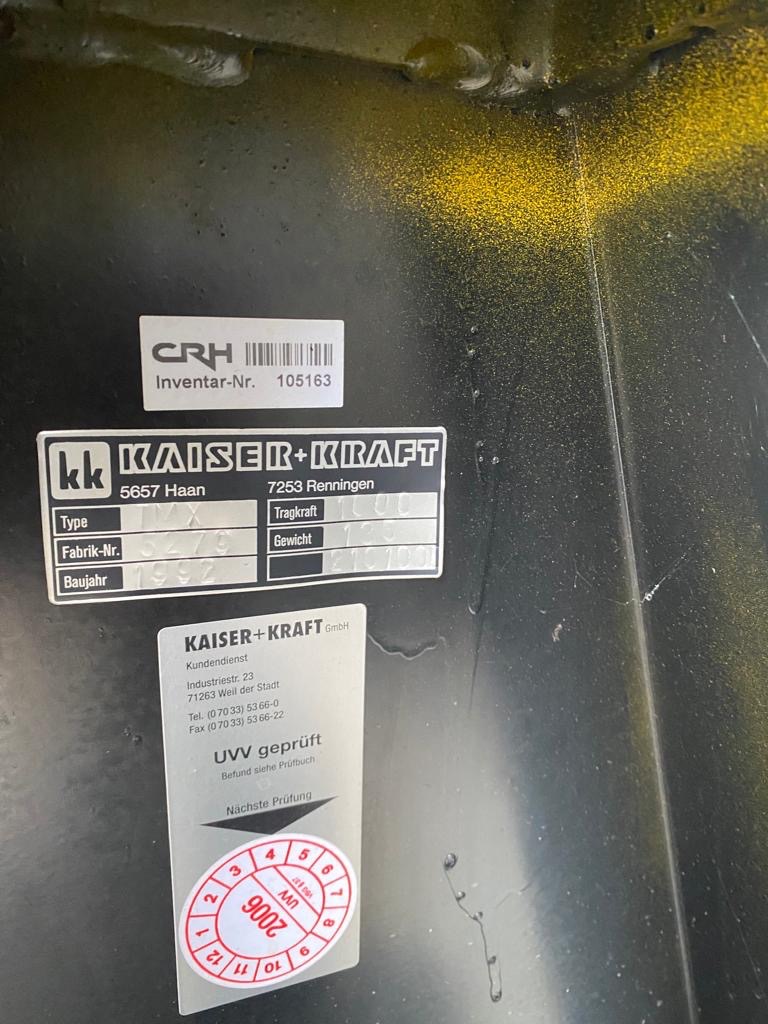 CRH
Inventar-Nr. 105163
kk KAISER+KRAFT
5657 Haan 7253 Renningen
Type TMX Tragkraft 1000
Fabrik-Nr. 5279 Gewicht
Baujahr 1992
KAISER+KRAFT GmbH
Kundendienst
Industriestr. 23
71263 Weil der Stadt
Tel. (0 70 33) 53 66-0
Fax (0 70 33) 53 66-22
UVV geprüft
Befund siehe Prüfbuch
Nächste Prüfung
1 2 3 4 5 6 7 8 9 10 11 12
UVV
2006